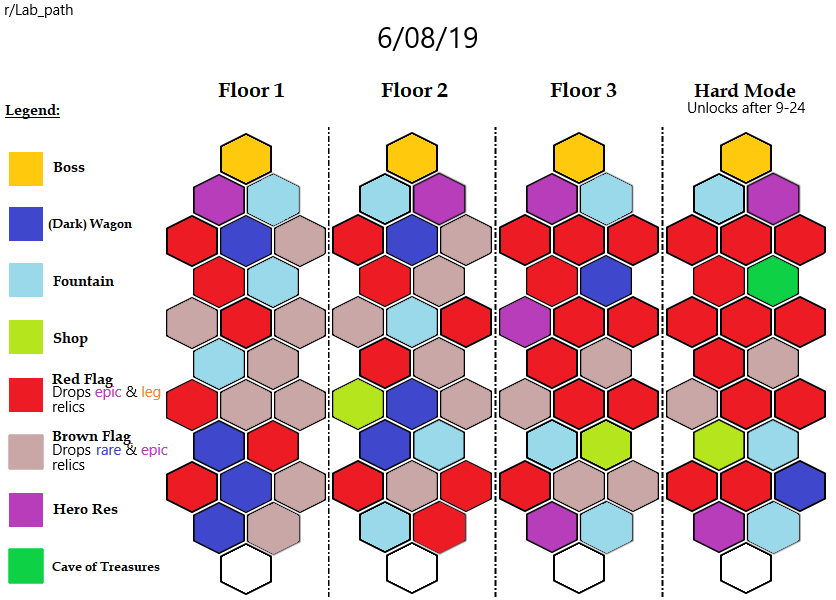 r/Lab_path
6/08/19
Floor 1
Floor 2
Floor 3
Hard Mode
Unlocks after 9-24
Legend:
Boss
(Dark) Wagon
Fountain
Shop
Red Flag
Drops epic & leg
relics
Brown Flag
Drops rare & epic
relics
Hero Res
Cave of Treasures